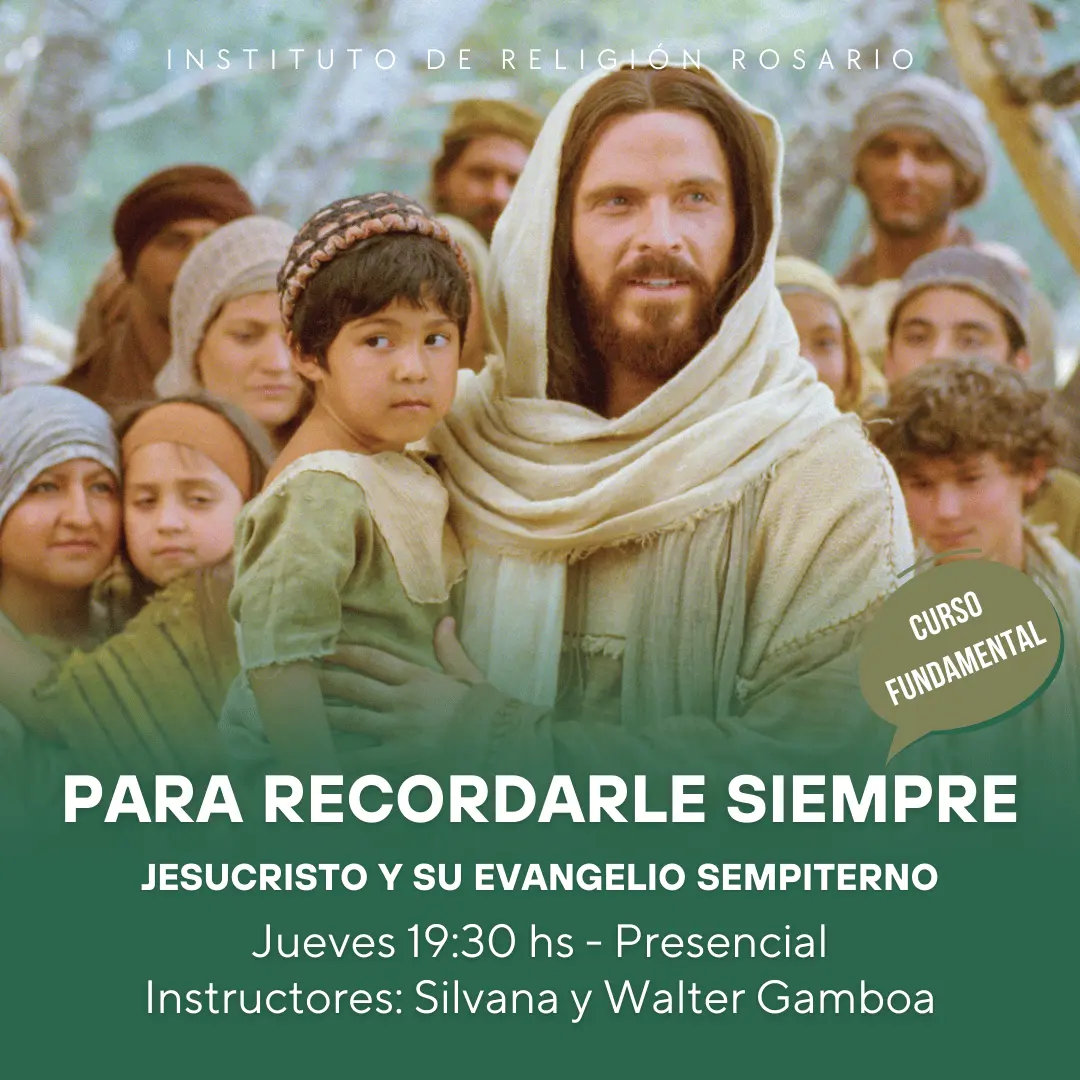 INSTITUTO DE RELIGIÓN ROSARIO
CURSO
FUNDAMENTAL
PARA RECORDARLE SIEMPRE
JESUCRISTO Y SU EVANGELIO SEMPITERNO
Jueves 19:30 hs - Presencial
Instructores: Silvana y Walter Gamboa